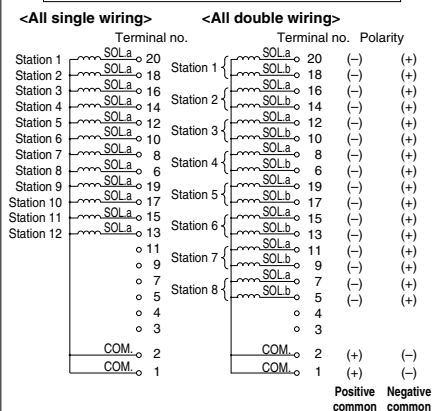 <All single wiring> <All double wiring>
Terminal no. Terminal no. Polarity
Station 1 SOL.a 20 Station 1 { SOL.a 20 (–) (+)
Station 2 SOL.a 18 SOL.b 18 (–) (+)
Station 3 SOL.a 16 Station 2 { SOL.a 16 (–) (+)
Station 4 SOL.a 14 SOL.b 14 (–) (+)
Station 5 SOL.a 12 Station 3 { SOL.a 12 (–) (+)
Station 6 SOL.a 10 SOL.b 10 (–) (+)
Station 7 SOL.a 8 Station 4 { SOL.a 8 (–) (+)
Station 8 SOL.a 6 SOL.b 6 (–) (+)
Station 9 SOL.a 19 Station 5 { SOL.a 19 (–) (+)
Station 10 SOL.a 17 SOL.b 17 (–) (+)
Station 11 SOL.a 15 Station 6 { SOL.a 15 (–) (+)
Station 12 SOL.a 13 SOL.b 13 (–) (+)
11 Station 7 { SOL.a 11 (–) (+)
9 SOL.b 9 (–) (+)
7 Station 8 { SOL.a 7 (–) (+)
5 SOL.b 5 (–) (+)
4 4
3 3
COM. 2 COM. 2 (+) (–)
COM. 1 COM. 1 (+) (–)
Positive Negative
common common